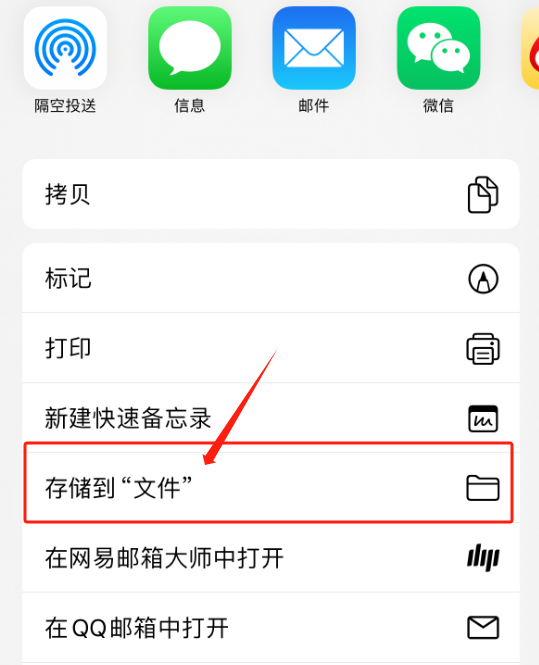 隔空投送
信息
邮件
微信
拷贝
标记
打印
新建快速备忘录
存储到“文件”
在网易邮箱大师中打开
在QQ邮箱中打开